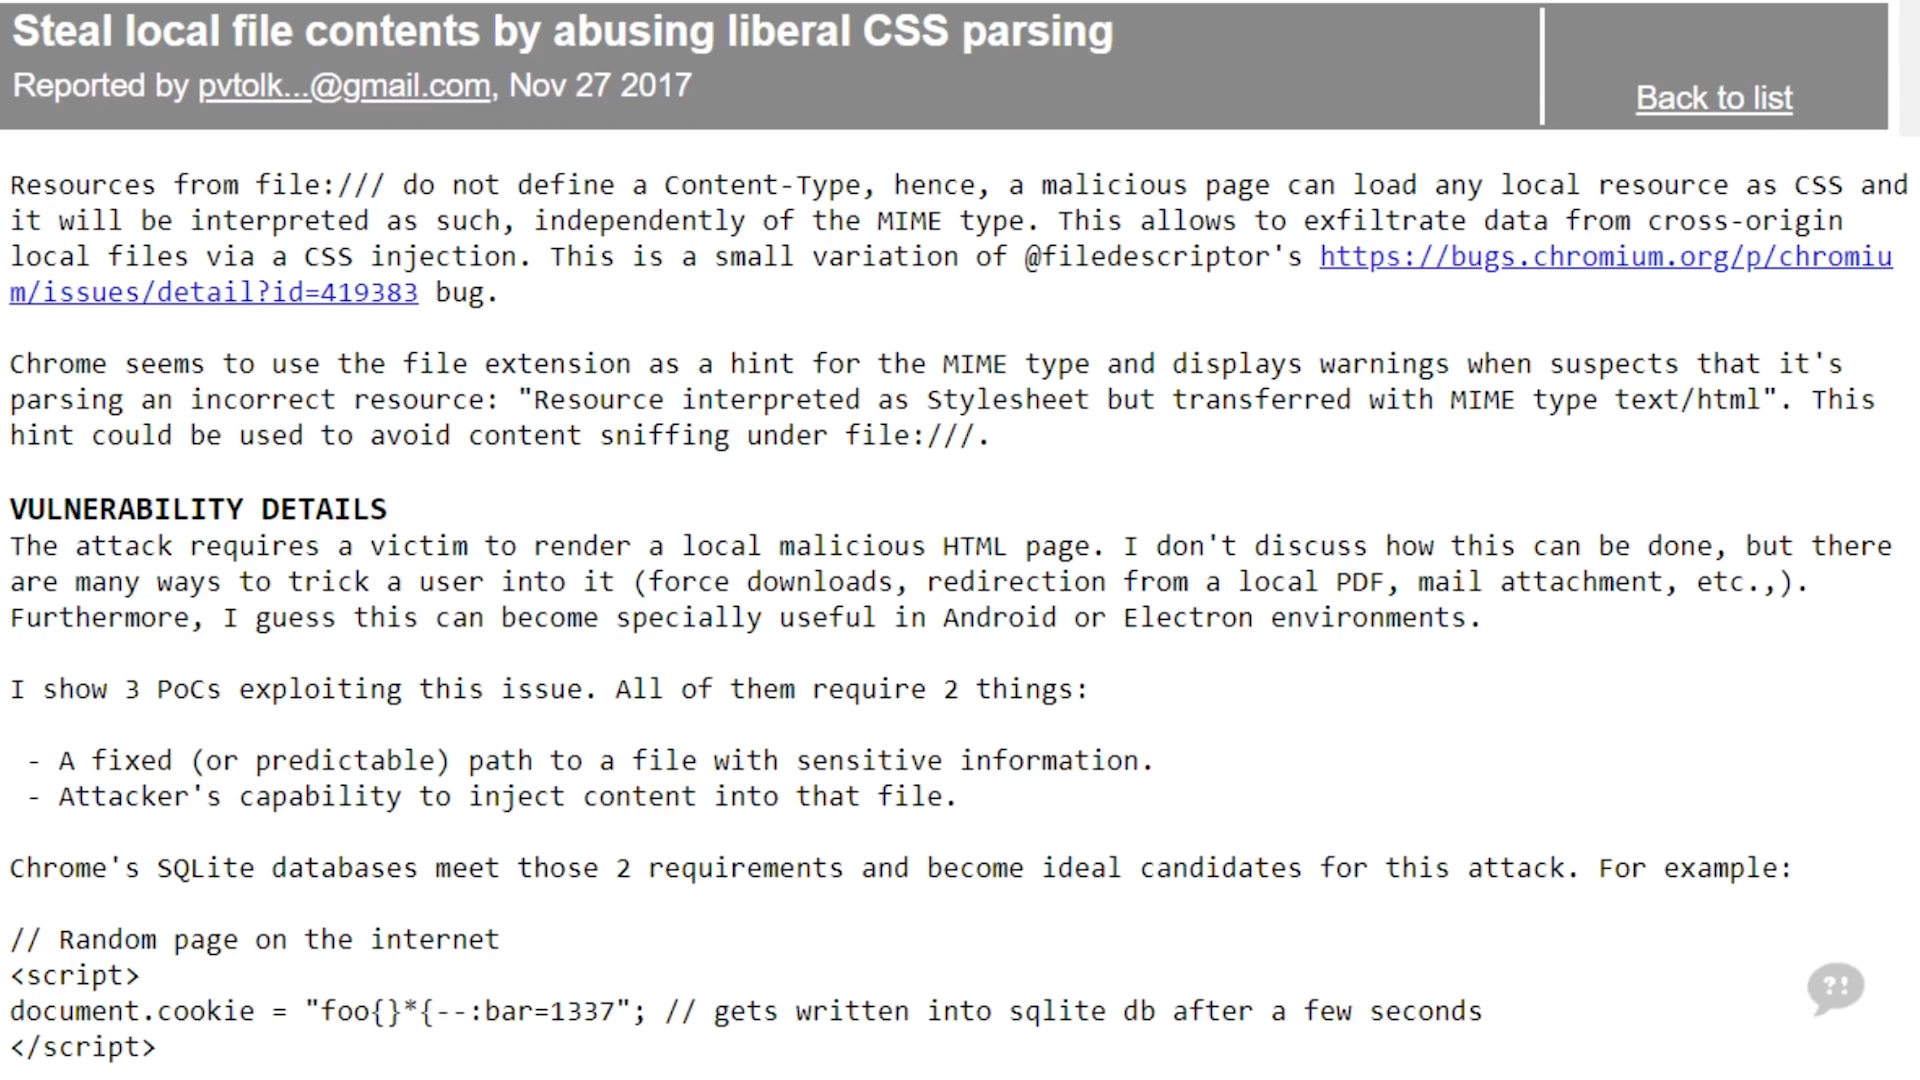 Steal local file contents by abusing liberal CSS parsing
Reported by pvtolk...@gmail.com, Nov 27 2017
Back to list
Resources from file:/// do not define a Content-Type, hence, a malicious page can load any local resource as CSS and
it will be interpreted as such, independently of the MIME type. This allows to exfiltrate data from cross-origin
local files via a CSS injection. This is a small variation of @filedescriptor's https://bugs.chromium.org/p/chromiu
m/issues/detail?id=419383 bug.
Chrome seems to use the file extension as a hint for the MIME type and displays warnings when suspects that it's
parsing an incorrect resource: "Resource interpreted as Stylesheet but transferred with MIME type text/html". This
hint could be used to avoid content sniffing under file:///.
VULNERABILITY DETAILS
The attack requires a victim to render a local malicious HTML page. I don't discuss how this can be done, but there
are many ways to trick a user into it (force downloads, redirection from a local PDF, mail attachment, etc.,).
Furthermore, I guess this can become specially useful in Android or Electron environments.
I show 3 PoCs exploiting this issue. All of them require 2 things:
- A fixed (or predictable) path to a file with sensitive information.
- Attacker's capability to inject content into that file.
Chrome's SQLite databases meet those 2 requirements and become ideal candidates for this attack. For example:
// Random page on the internet
<script>
document.cookie = "foo{}*{--:bar=1337"; // gets written into sqlite db after a few seconds
</script>
?!